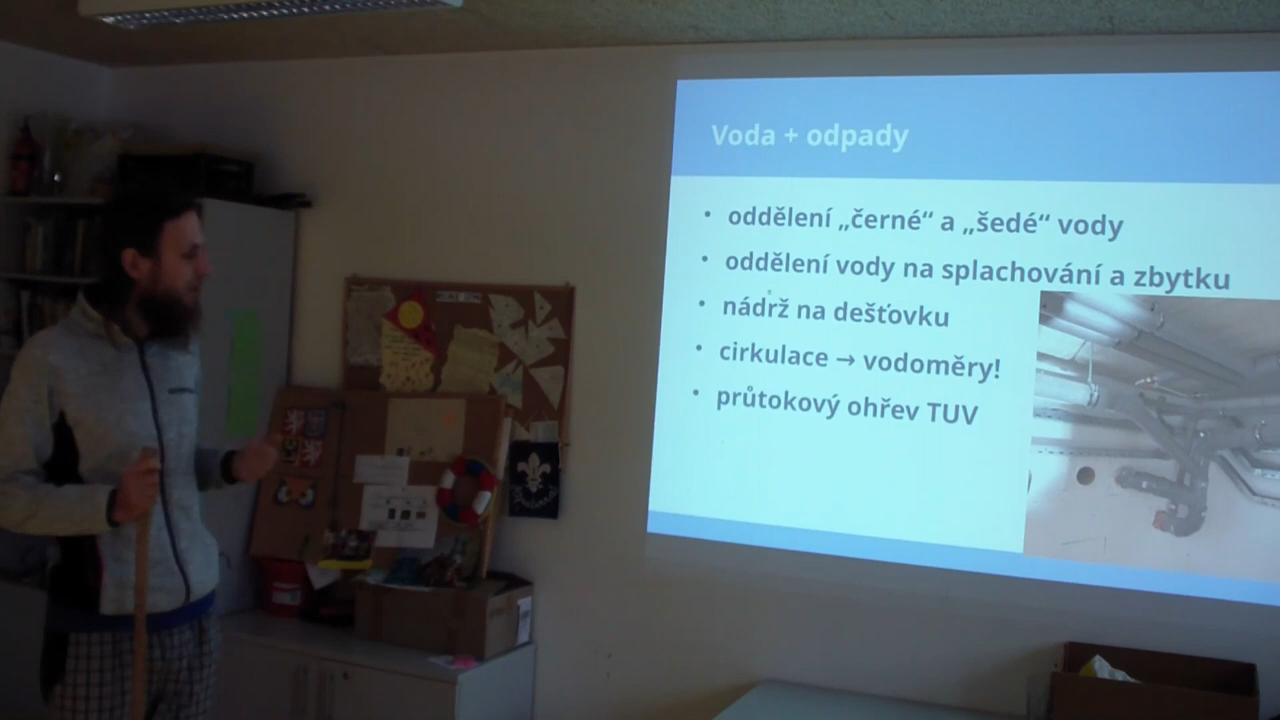 Voda + odpady
• oddělení „černé“ a „šedé“ vody
• oddělení vody na splachování a zbytku
• nádrž na dešťovku
• cirkulace → vodoměry!
• průtokový ohřev TUV